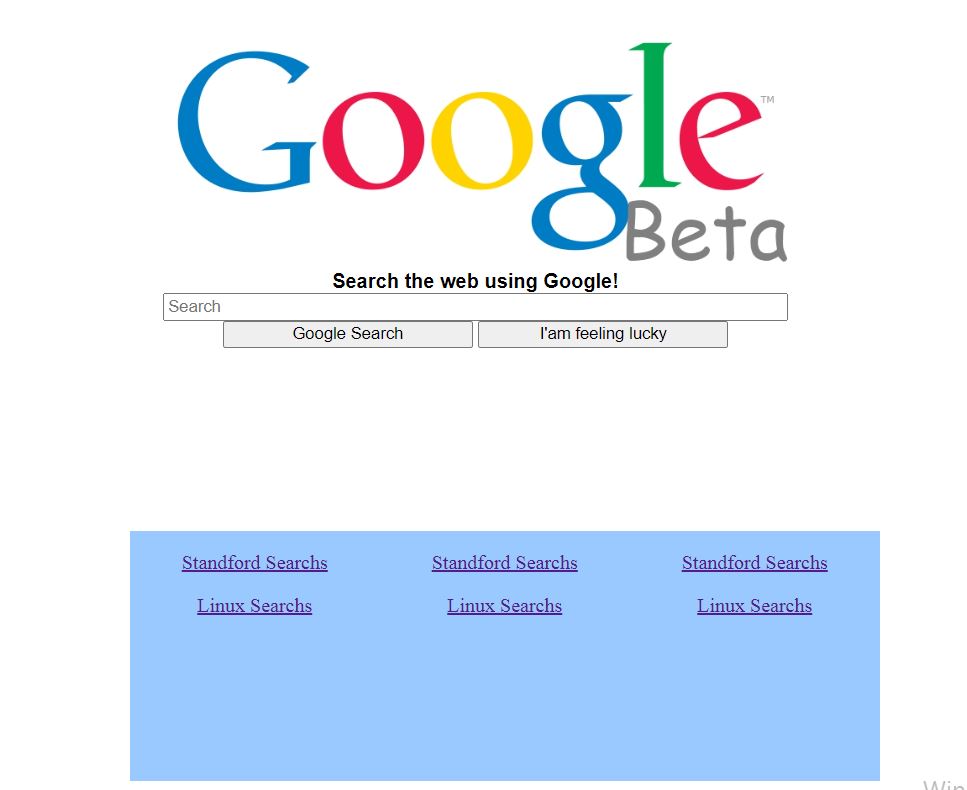 Google™
Beta
Search the web using Google!
Search
Google Search I'am feeling lucky
Standford Searchs Standford Searchs Standford Searchs
Linux Searchs Linux Searchs Linux Searchs